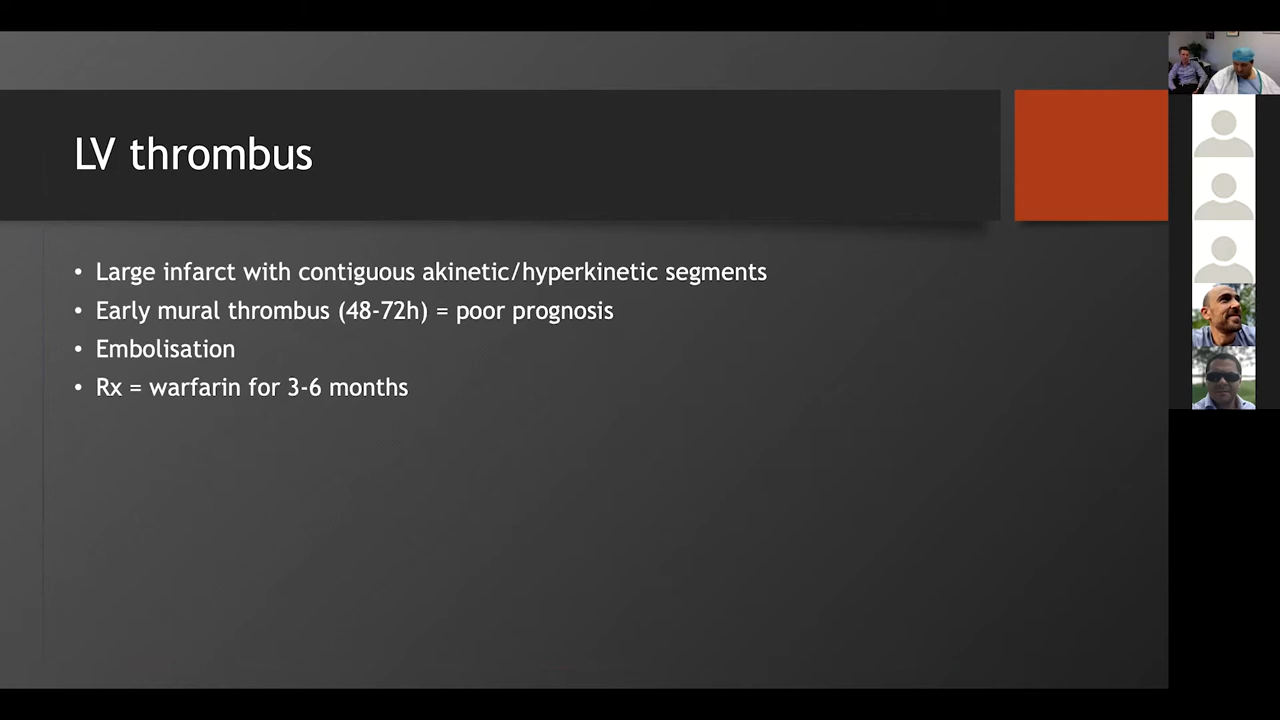 LV thrombus
• Large infarct with contiguous akinetic/hyperkinetic segments
• Early mural thrombus (48-72h) = poor prognosis
• Embolisation
• Rx = warfarin for 3-6 months